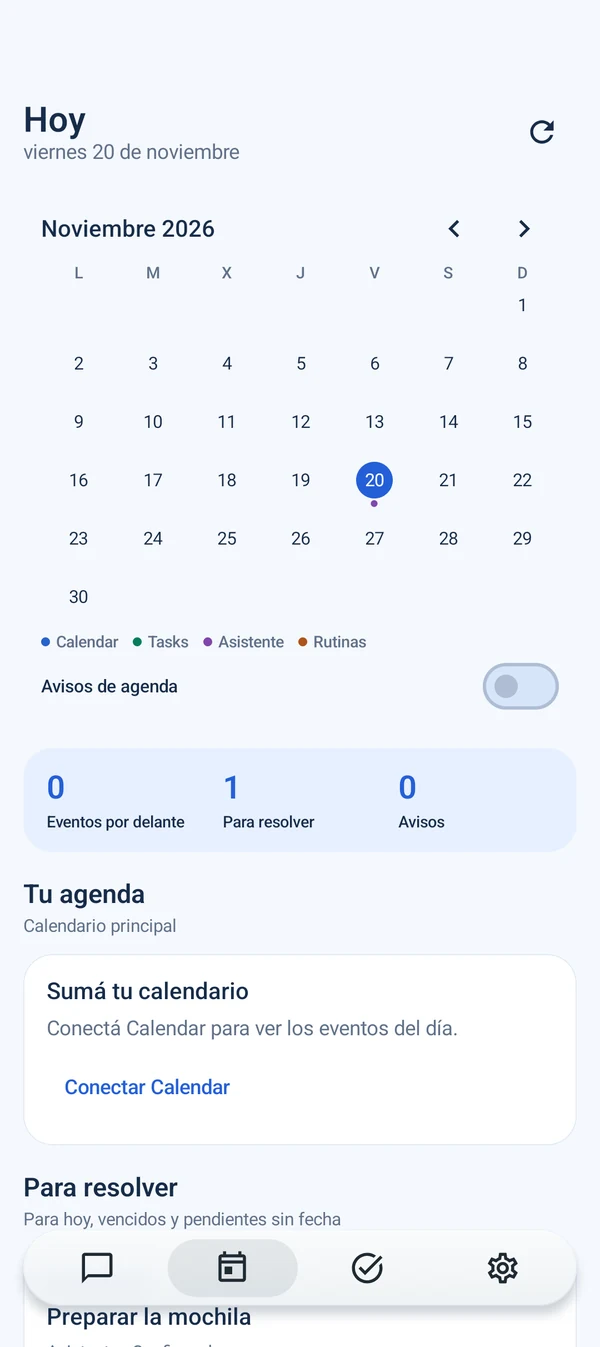 Hoy
viernes 20 de noviembre
Noviembre 2026
L M X J V S D
1
2 3 4 5 6 7 8
9 10 11 12 13 14 15
16 17 18 19 20 21 22
23 24 25 26 27 28 29
30
Calendar Tasks Asistente Rutinas
Avisos de agenda
0 1 0
Eventos por delante Para resolver Avisos
Tu agenda
Calendario principal
Sumá tu calendario
Conectá Calendar para ver los eventos del día.
Conectar Calendar
Para resolver
Para hoy, vencidos y pendientes sin fecha
Preparar la mochila